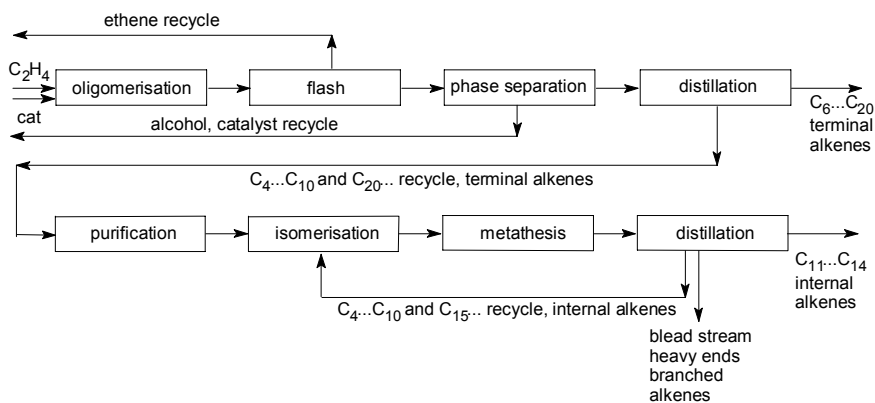 ethene recycle
C2H4
cat
oligomerisation
flash
phase separation
distillation
C6...C20
terminal
alkenes
alcohol, catalyst recycle
C4...C10 and C20... recycle, terminal alkenes
purification
isomerisation
metathesis
distillation
C11...C14
internal
alkenes
C4...C10 and C15... recycle, internal alkenes
blead stream
heavy ends
branched
alkenes